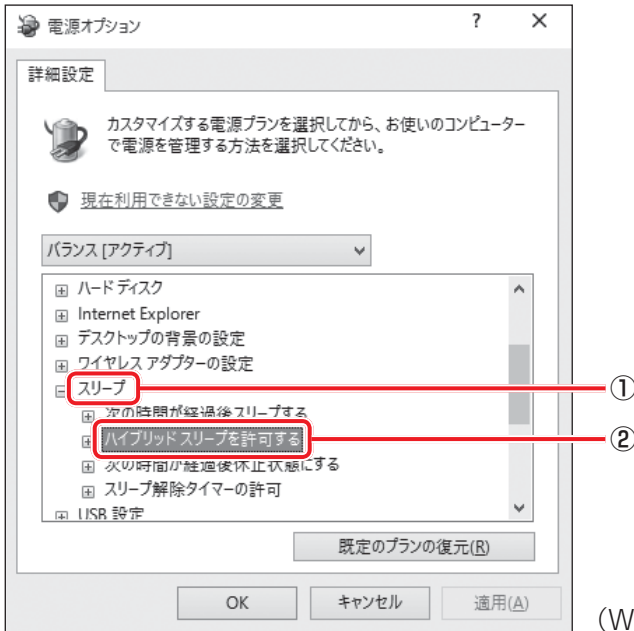 電源オプション ? ×
詳細設定
カスタマイズする電源プランを選択してから、お使いのコンピューター
で電源を管理する方法を選択してください。
現在利用できない設定の変更
バランス [アクティブ]
ハード ディスク
Internet Explorer
デスクトップの背景の設定
ワイヤレス アダプターの設定
スリープ ①
次の時間が経過後スリープする
ハイブリッド スリープを許可する ②
次の時間が経過後休止状態にする
スリープ解除タイマーの許可
USB 設定
既定のプランの復元(R)
OK キャンセル 適用(A)
(W